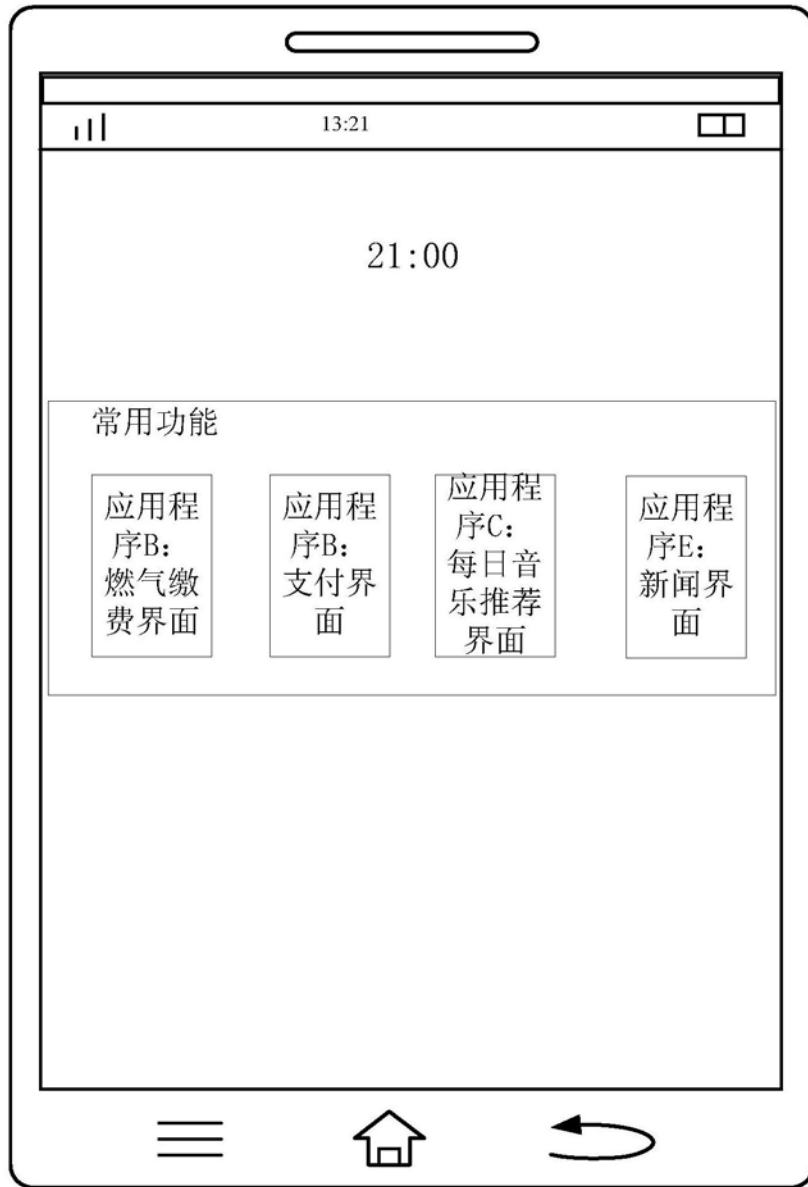 13:21
21:00
常用功能
应用程
序B：
燃气缴
费界面
应用程
序B：
支付界
面
应用程
序C：
每日音
乐推荐
界面
应用程
序E：
新闻界
面